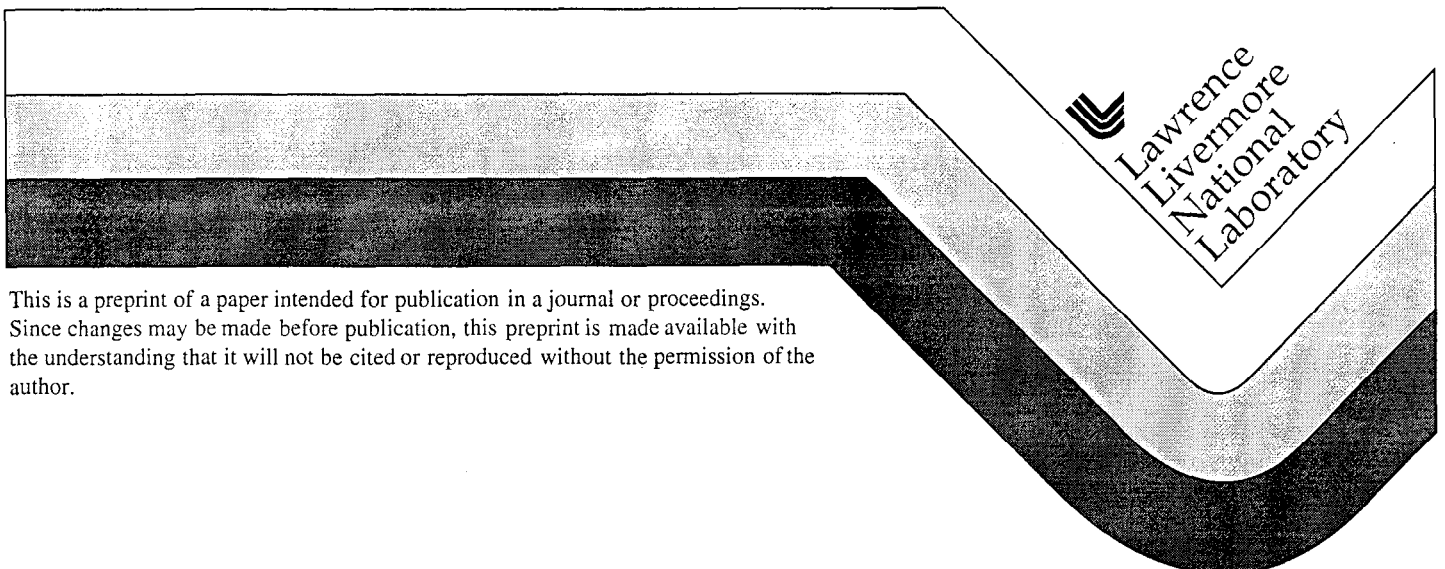 Lawrence
Livermore
National
Laboratory
This is a preprint of a paper intended for publication in a journal or proceedings.
Since changes may be made before publication, this preprint is made available with
the understanding that it will not be cited or reproduced without the permission of the
author.